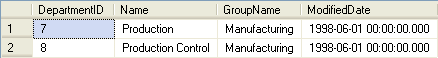 DepartmentID Name GroupName ModifiedDate
1 7 Production Manufacturing 1998-06-01 00:00:00.000
2 8 Production Control Manufacturing 1998-06-01 00:00:00.000